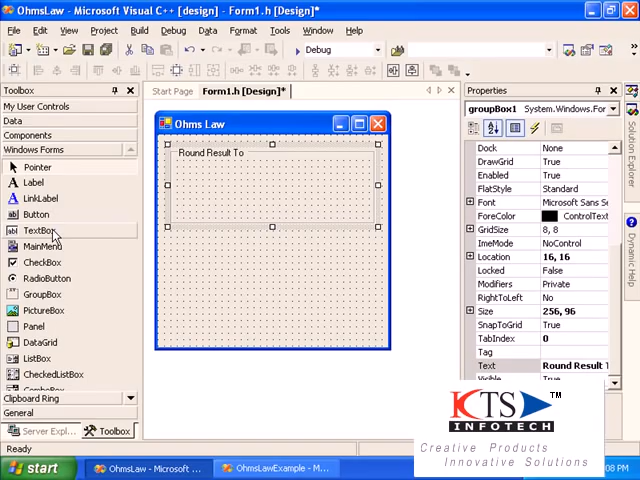 OhmsLaw - Microsoft Visual C++ [design] - Form1.h [Design]*
File Edit View Project Build Debug Data Format Tools Window Help
Debug
Toolbox
My User Controls
Data
Components
Windows Forms
Pointer
Label
LinkLabel
Button
TextBox
MainMenu
CheckBox
RadioButton
GroupBox
PictureBox
Panel
DataGrid
ListBox
CheckedListBox
ComboBox
Clipboard Ring
General
Server Expl...
Toolbox
Start Page
Form1.h [Design]*
Ohms Law
Round Result To
Properties
groupBox1 System.Windows.For
Dock None
DrawGrid True
Enabled True
FlatStyle Standard
Font Microsoft Sans S
ForeColor ControlText
GridSize 8, 8
ImeMode NoControl
Location 16, 16
Locked False
Modifiers Private
RightToLeft No
Size 256, 96
SnapToGrid True
TabIndex 0
Tag
Text Round Result T
Visible True
Solution Explorer
Dynamic Help
KTS TM
INFOTECH
Creative Products
Innovative Solutions
Ready
start
OhmsLaw - Microsoft ...
OhmsLawExample - M...
:08 PM